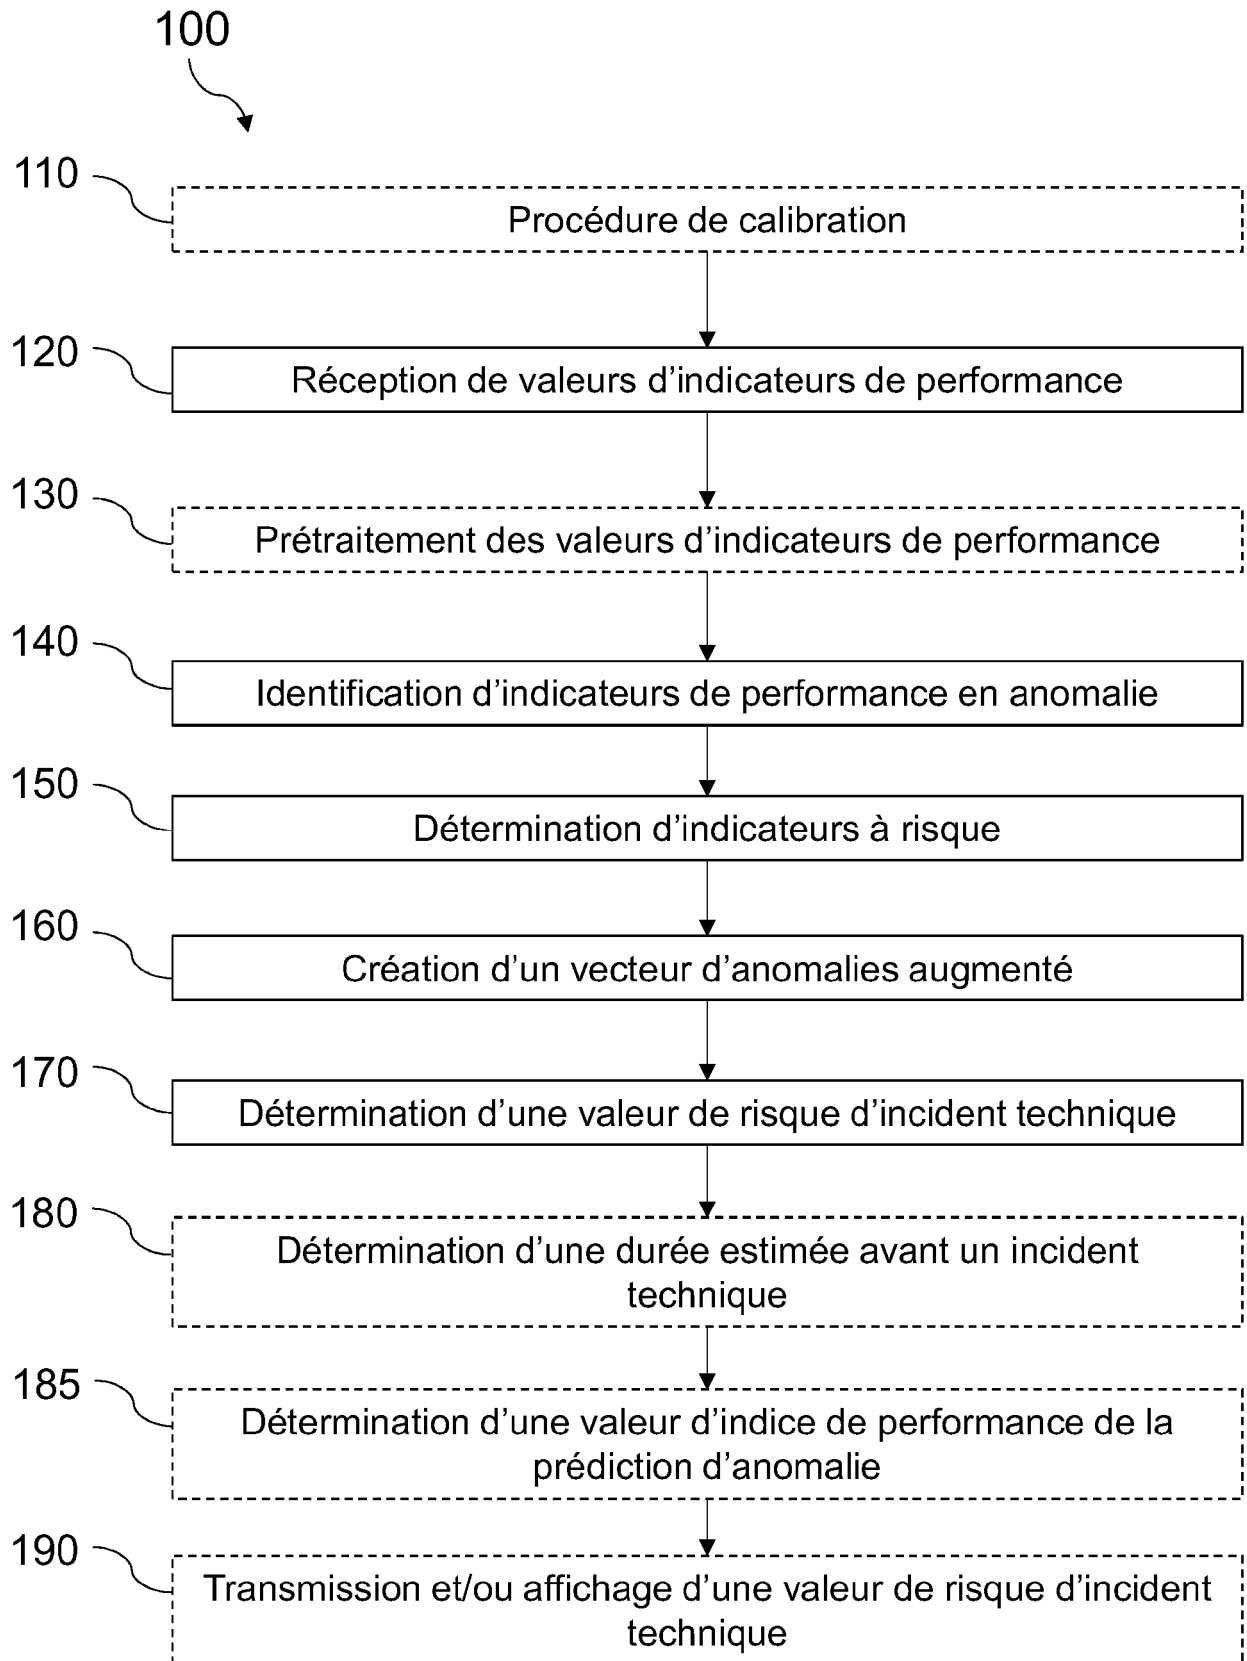 100
110
Procédure de calibration
120
Réception de valeurs d’indicateurs de performance
130
Prétraitement des valeurs d’indicateurs de performance
140
Identification d’indicateurs de performance en anomalie
150
Détermination d’indicateurs à risque
160
Création d’un vecteur d’anomalies augmenté
170
Détermination d’une valeur de risque d’incident technique
180
Détermination d’une durée estimée avant un incident
technique
185
Détermination d’une valeur d’indice de performance de la
prédiction d’anomalie
190
Transmission et/ou affichage d’une valeur de risque d’incident
technique